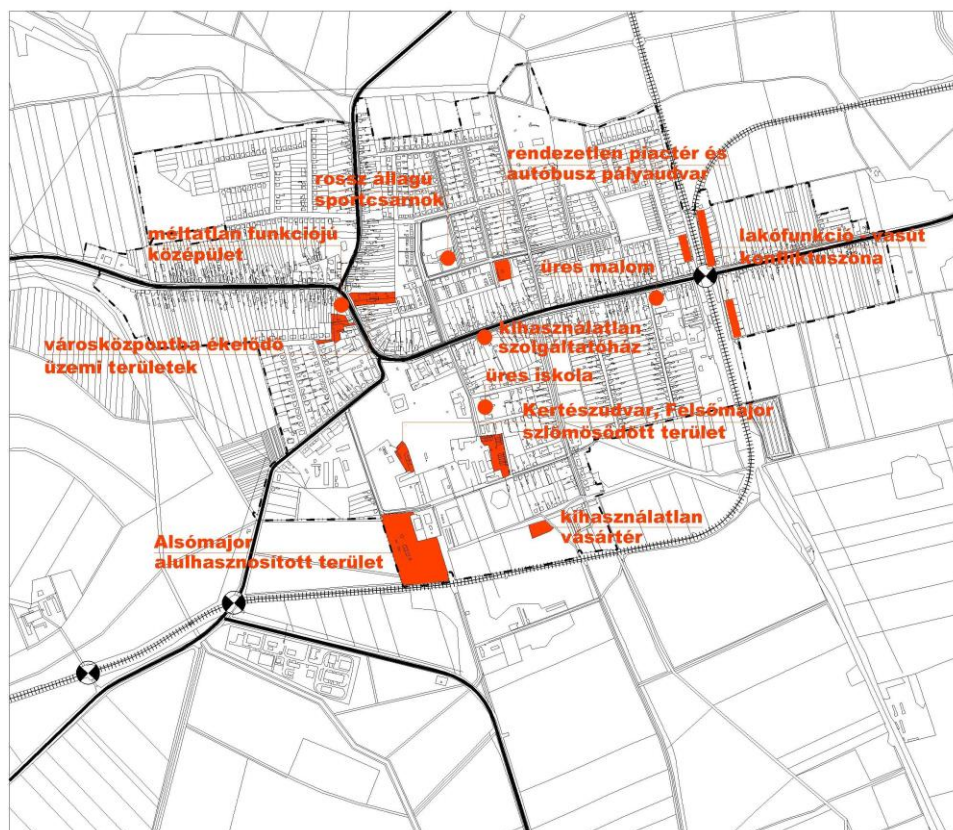 rendezetlen piactér és
autóbusz pályaudvar
rossz állagú
sportcsarnok
méltatlan funkciójú
középület
lakófunkció - vasút
konfliktuszóna
üres malom
kihasználatlan
szolgáltatóház
városközpontba ékelődő
üzemi területek
üres iskola
Kertészudvar, Felsőmajor
szlömösödött terület
kihasználatlan
vásártér
Alsómajor
alulhasznosított terület